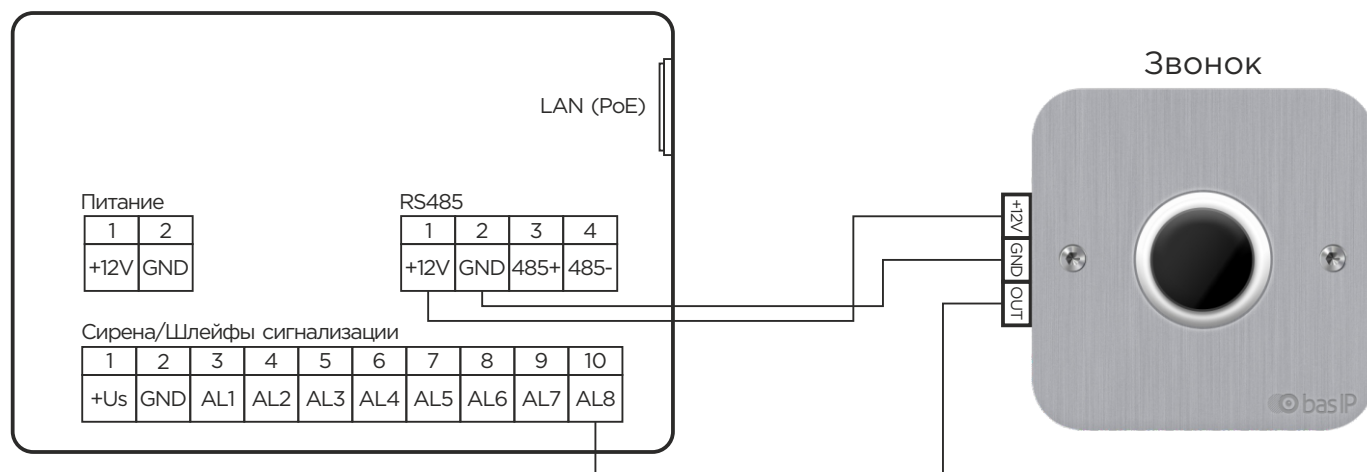 Звонок
LAN (PoE)
Питание
1 2
+12V GND
RS485
1 2 3 4
+12V GND 485+ 485-
+12V
GND
OUT
Сирена/Шлейфы сигнализации
1 2 3 4 5 6 7 8 9 10
+Us GND AL1 AL2 AL3 AL4 AL5 AL6 AL7 AL8
bas IP